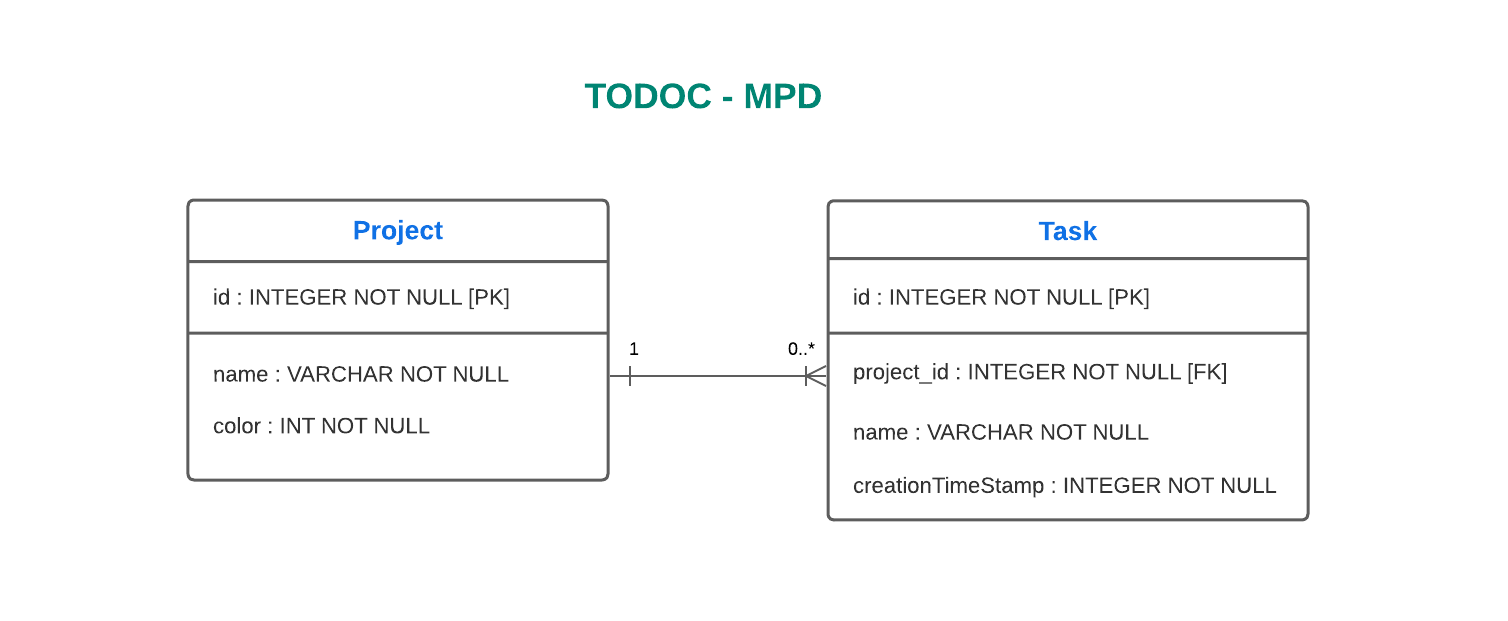 TODOC - MPD
Project
id : INTEGER NOT NULL [PK]
name : VARCHAR NOT NULL
color : INT NOT NULL
1
0..*
Task
id : INTEGER NOT NULL [PK]
project_id : INTEGER NOT NULL [FK]
name : VARCHAR NOT NULL
creationTimeStamp : INTEGER NOT NULL